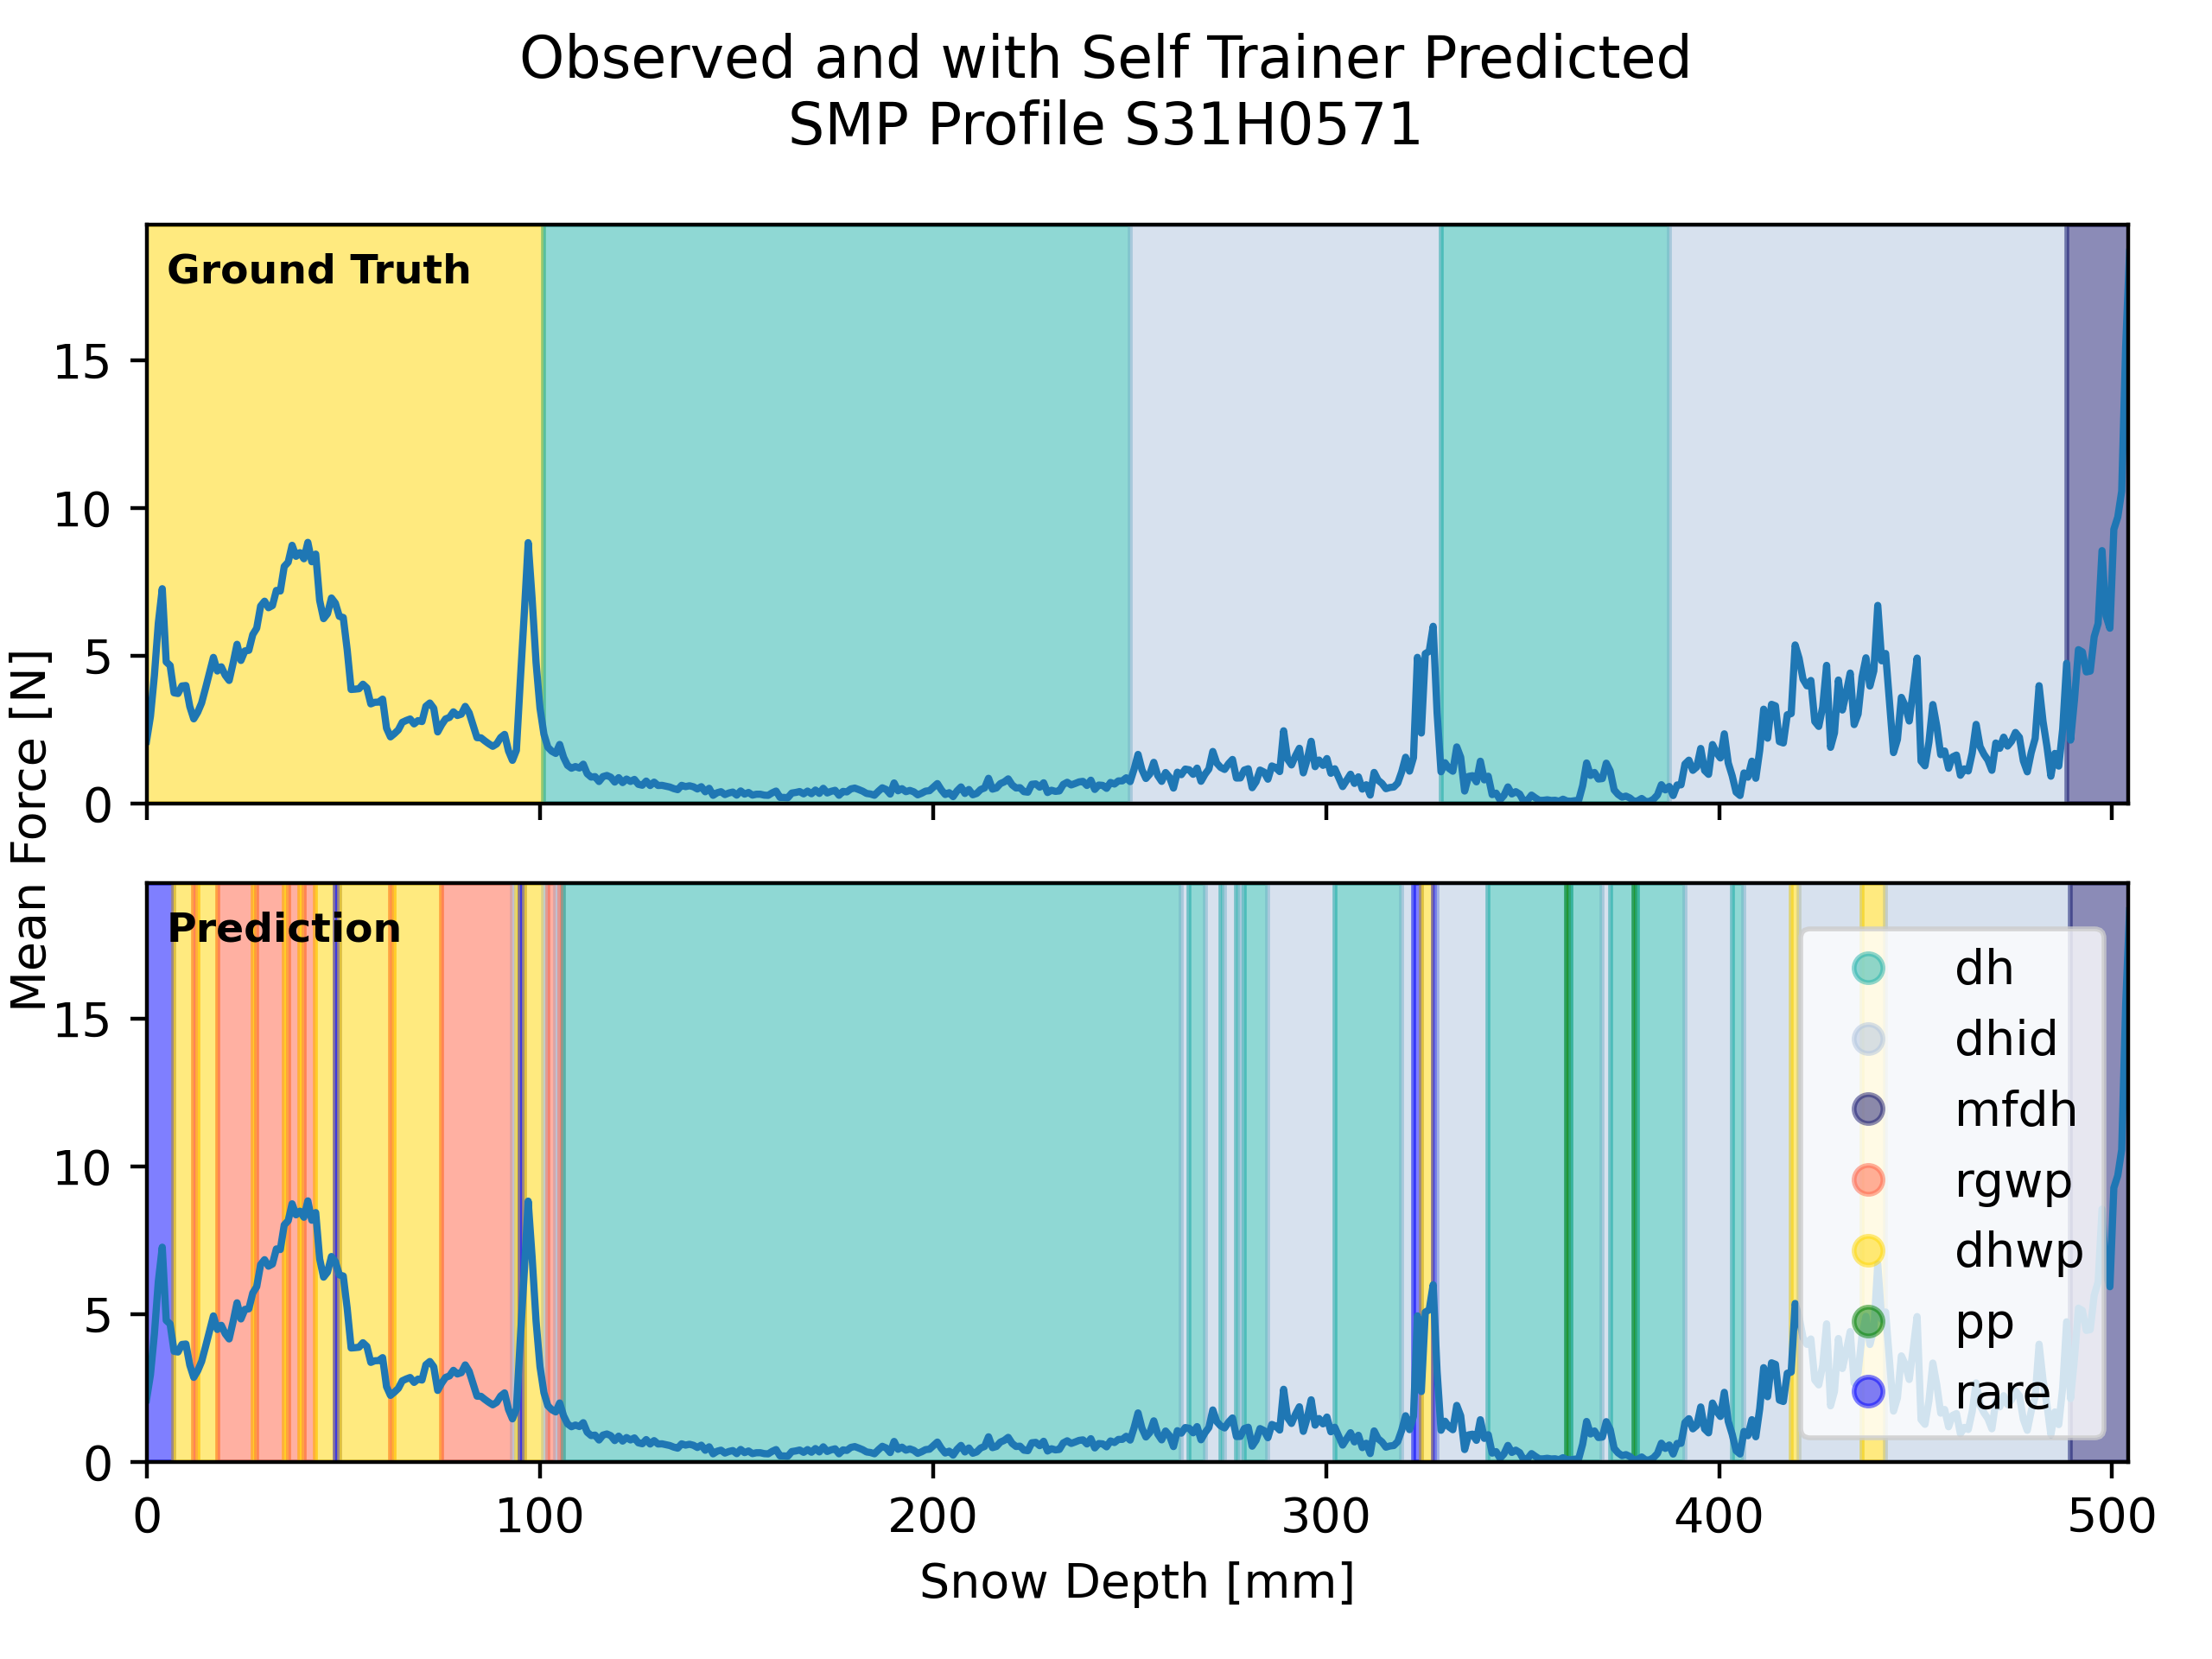 Observed and with Self Trainer Predicted
SMP Profile S31H0571
Mean Force [N]
Ground Truth
15
10
5
0
Prediction
15
10
5
0
dh
dhid
mfdh
rgwp
dhwp
pp
rare
0 100 200 300 400 500
Snow Depth [mm]